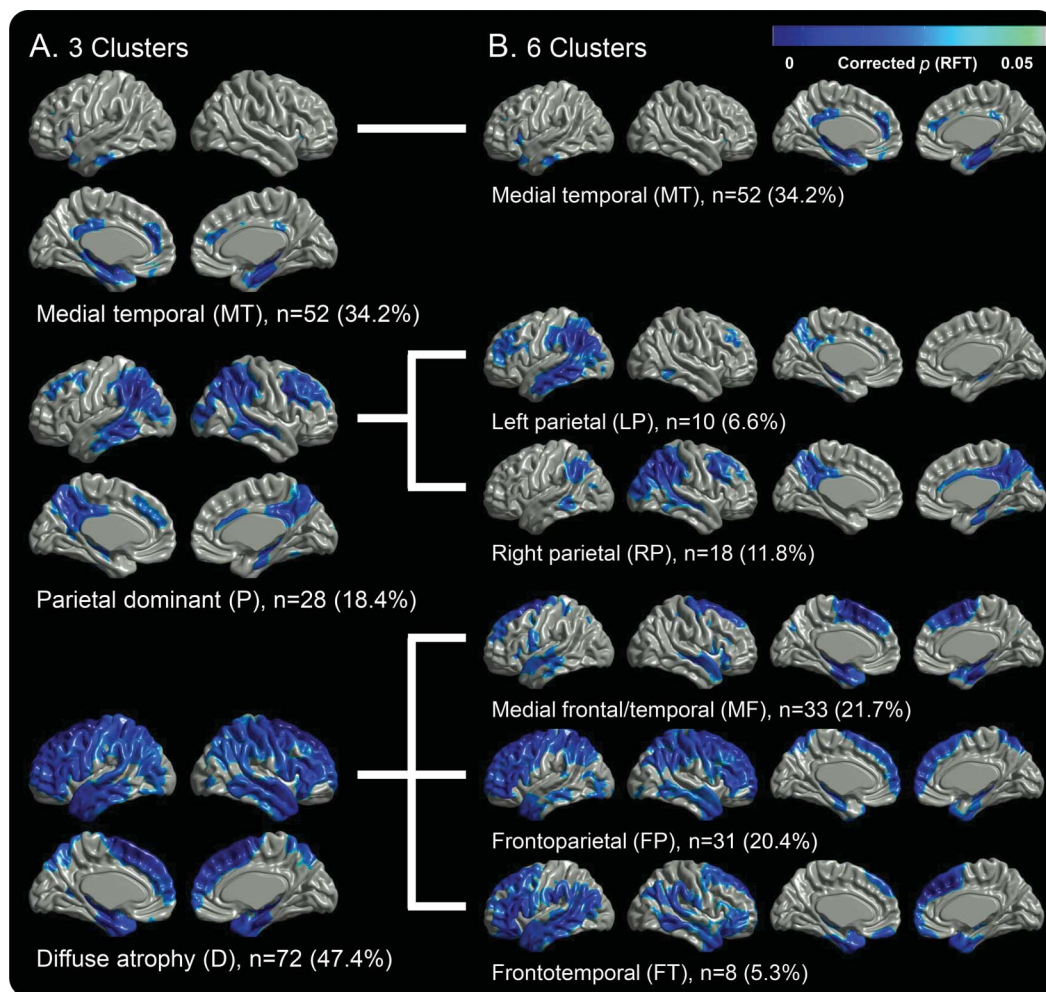 A. 3 Clusters
Medial temporal (MT), n=52 (34.2%)
Parietal dominant (P), n=28 (18.4%)
Diffuse atrophy (D), n=72 (47.4%)
B. 6 Clusters
0 Corrected p (RFT) 0.05
Medial temporal (MT), n=52 (34.2%)
Left parietal (LP), n=10 (6.6%)
Right parietal (RP), n=18 (11.8%)
Medial frontal/temporal (MF), n=33 (21.7%)
Frontoparietal (FP), n=31 (20.4%)
Frontotemporal (FT), n=8 (5.3%)